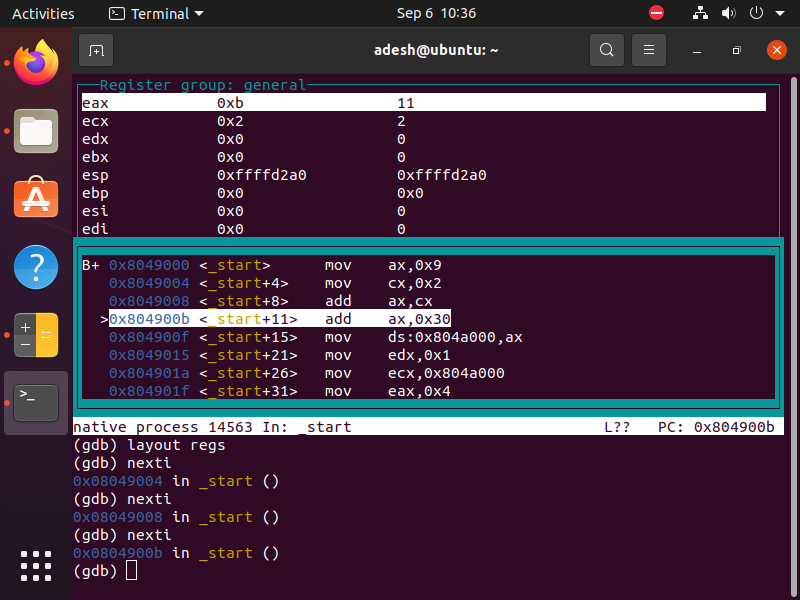 Activities Terminal Sep 6 10:36
adesh@ubuntu: ~
Register group: general
eax 0xb 11
ecx 0x2 2
edx 0x0 0
ebx 0x0 0
esp 0xffffd2a0 0xffffd2a0
ebp 0x0 0x0
esi 0x0 0
edi 0x0 0
B+ 0x8049000 <_start> mov ax,0x9
0x8049004 <_start+4> mov cx,0x2
0x8049008 <_start+8> add ax,cx
>0x804900b <_start+11> add ax,0x30
0x804900f <_start+15> mov ds:0x804a000,ax
0x8049015 <_start+21> mov edx,0x1
0x804901a <_start+26> mov ecx,0x804a000
0x804901f <_start+31> mov eax,0x4
native process 14563 In: _start L?? PC: 0x804900b
(gdb) layout regs
(gdb) nexti
0x08049004 in _start ()
(gdb) nexti
0x08049008 in _start ()
(gdb) nexti
0x0804900b in _start ()
(gdb)